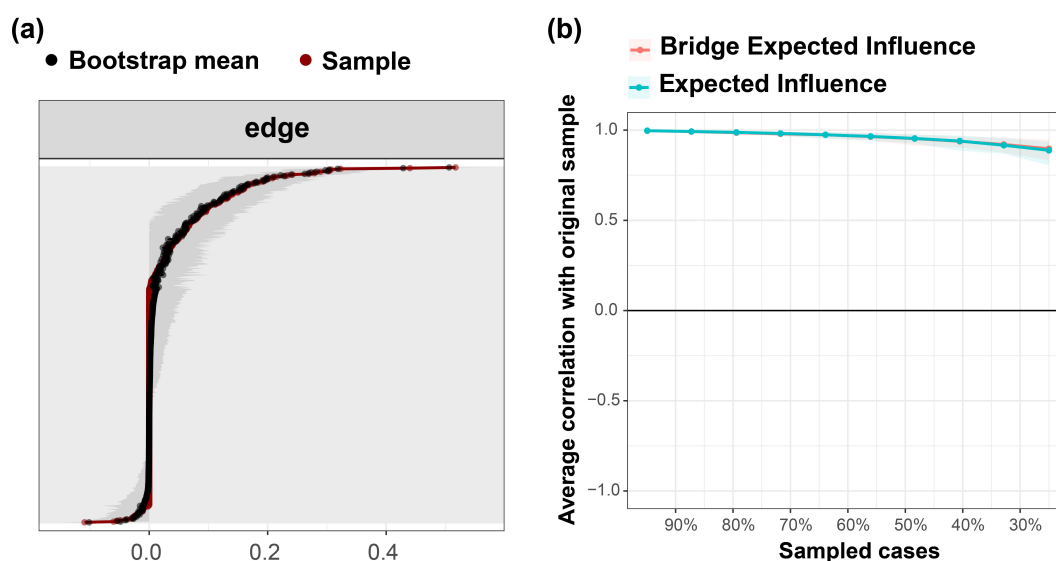 (a)
Bootstrap mean
Sample
edge
0.0
0.2
0.4
(b)
Bridge Expected Influence
Expected Influence
Average correlation with original sample
1.0
0.5
0.0
−0.5
−1.0
90%
80%
70%
60%
50%
40%
30%
Sampled cases